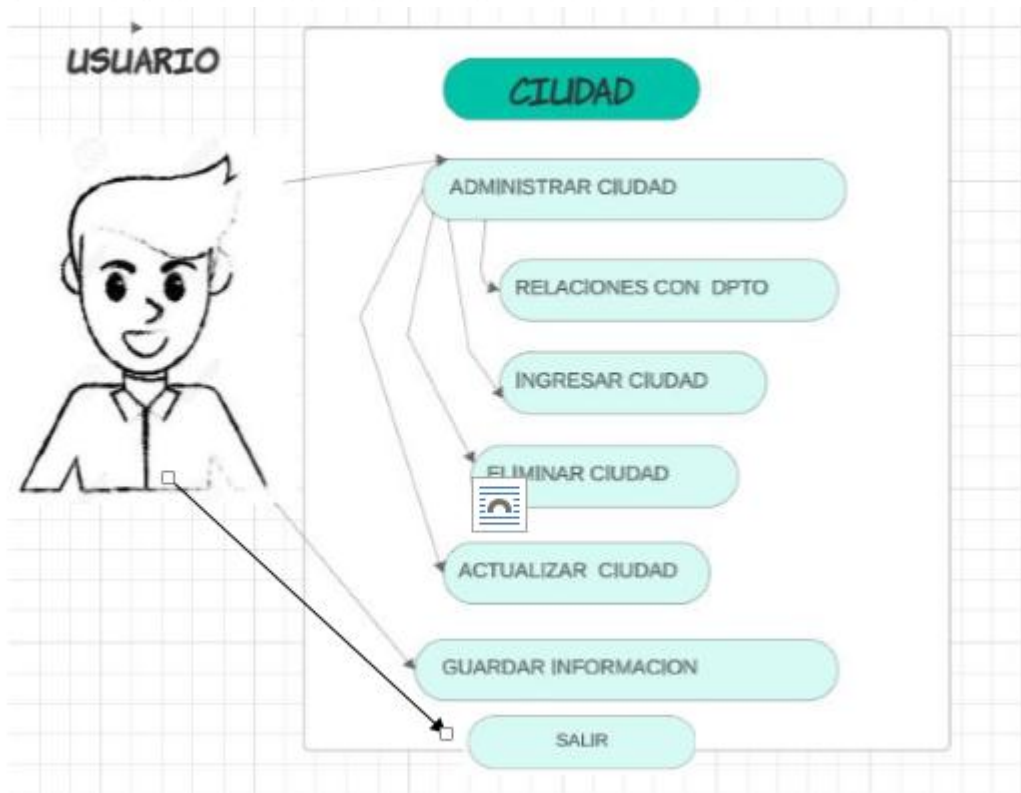 USUARIO
CIUDAD
ADMINISTRAR CIUDAD
RELACIONES CON DPTO
INGRESAR CIUDAD
ELIMINAR CIUDAD
ACTUALIZAR CIUDAD
GUARDAR INFORMACION
SALIR